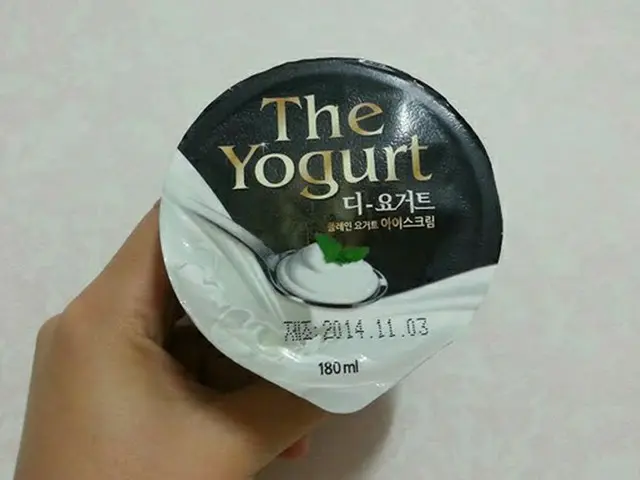 The
Yogurt
디-요거트
플레인 요거트 아이스크림
제조:2014.11.03
180ml